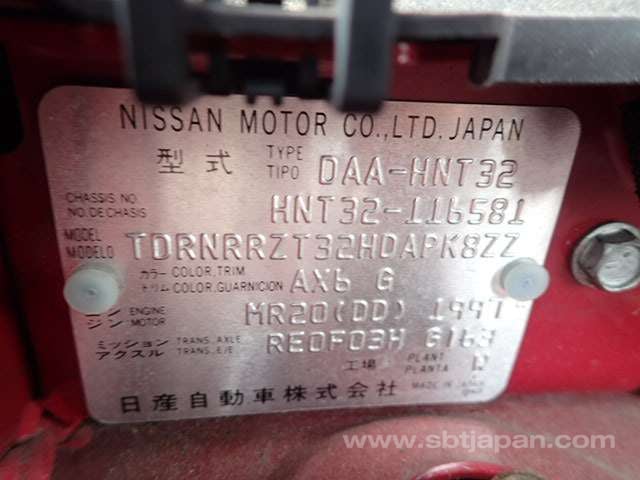 NISSAN MOTOR CO.,LTD. JAPAN
型式 TYPE TIPO DAA-HNT32
CHASSIS NO. NO. DE CHASIS HNT32-116581
MODEL MODELO TDRNRRZT32HDAPK8ZZ
カラー COLOR, TRIM トリム COLOR, GUARNICION AX6 G
ジン ENGINE MOTOR MR20(DD) 1997
ミッション TRANS. AXLE アクスル TRANS. EJE RE0F03H G163
工場 PLANT PLANTA
日産自動車株式会社 MADE IN JAPAN
www.sbtjapan.com